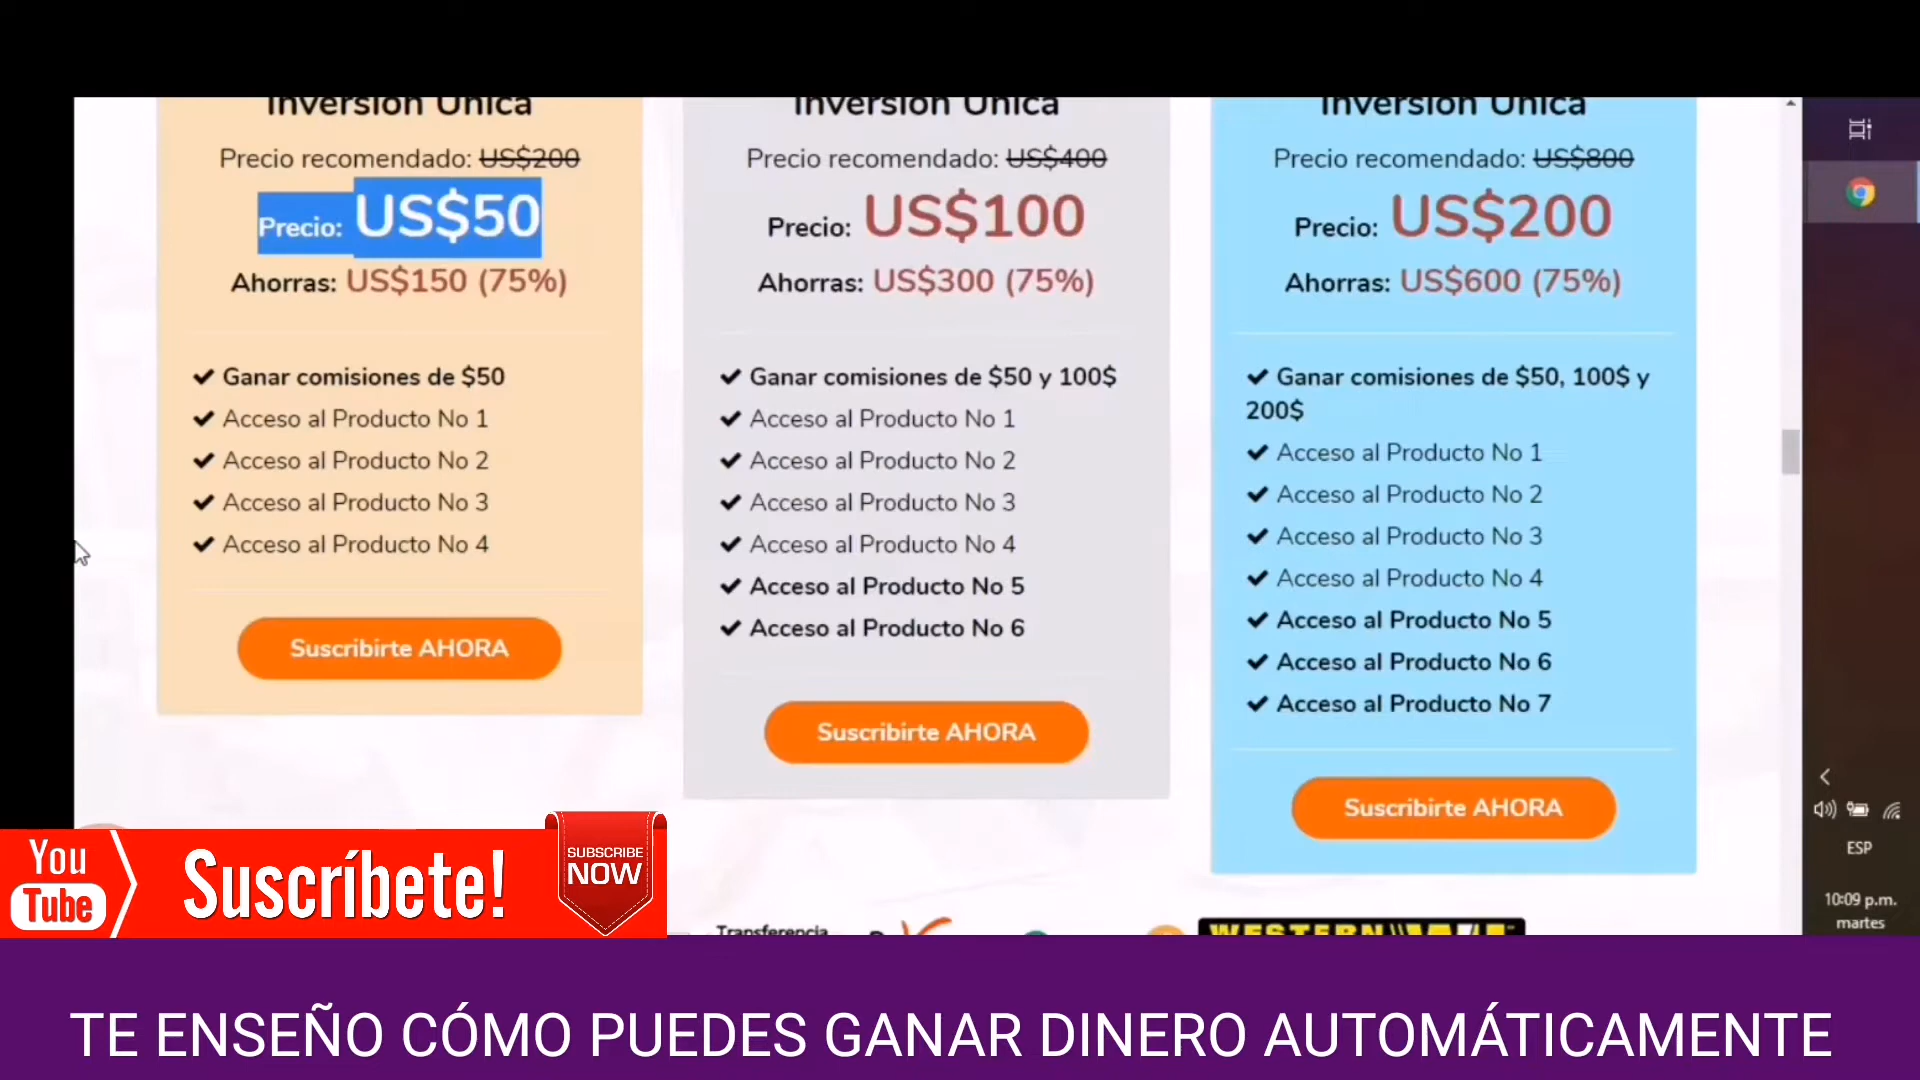 Inversión Única
Precio recomendado: US$200
Precio: US$50
Ahorras: US$150 (75%)
Ganar comisiones de $50
Acceso al Producto No 1
Acceso al Producto No 2
Acceso al Producto No 3
Acceso al Producto No 4
Suscribirte AHORA
Inversión Única
Precio recomendado: US$400
Precio: US$100
Ahorras: US$300 (75%)
Ganar comisiones de $50 y 100$
Acceso al Producto No 1
Acceso al Producto No 2
Acceso al Producto No 3
Acceso al Producto No 4
Acceso al Producto No 5
Acceso al Producto No 6
Suscribirte AHORA
Inversión Única
Precio recomendado: US$800
Precio: US$200
Ahorras: US$600 (75%)
Ganar comisiones de $50, 100$ y
200$
Acceso al Producto No 1
Acceso al Producto No 2
Acceso al Producto No 3
Acceso al Producto No 4
Acceso al Producto No 5
Acceso al Producto No 6
Acceso al Producto No 7
Suscribirte AHORA
Transferencia
WESTERN
ESP
10:09 p.m.
martes
You
Tube
Suscríbete!
SUBSCRIBE
NOW
TE ENSEÑO CÓMO PUEDES GANAR DINERO AUTOMÁTICAMENTE